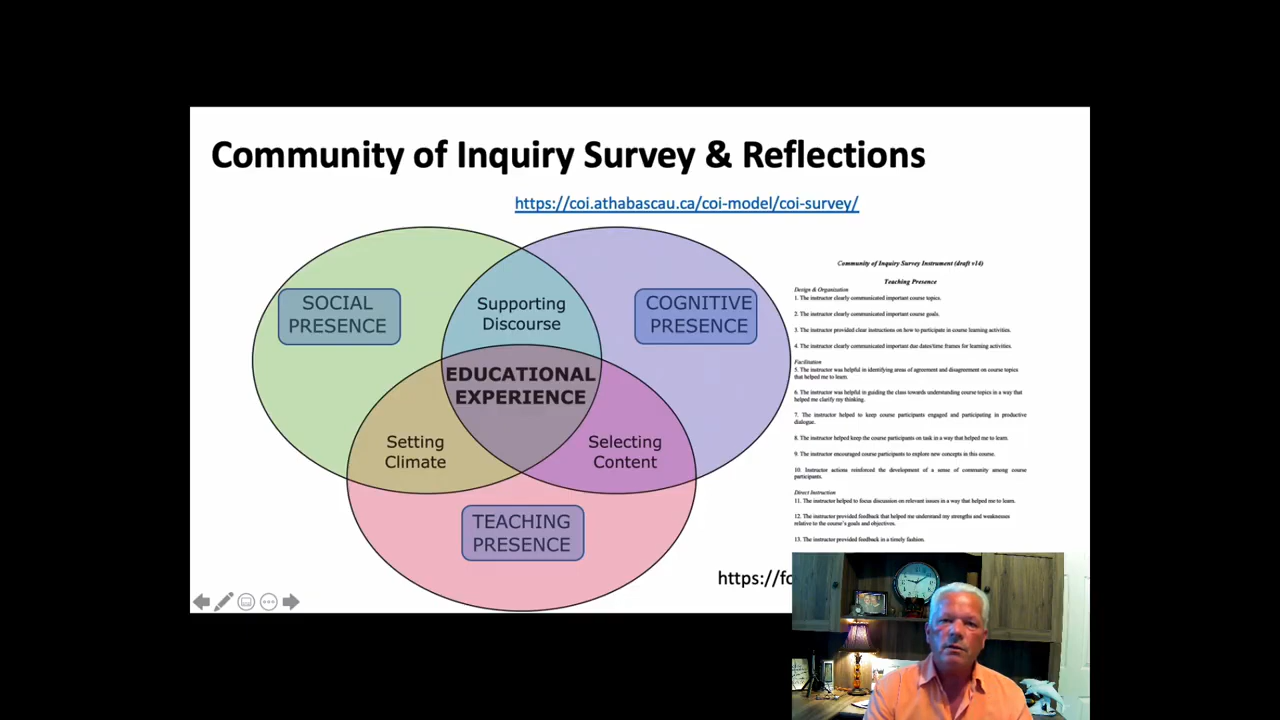 Community of Inquiry Survey & Reflections
https://coi.athabascau.ca/coi-model/coi-survey/
SOCIAL
PRESENCE
Supporting
Discourse
COGNITIVE
PRESENCE
EDUCATIONAL
EXPERIENCE
Setting
Climate
Selecting
Content
TEACHING
PRESENCE
Community of Inquiry Survey Instrument (draft v14)
Teaching Presence
Design & Organization
1. The instructor clearly communicated important course topics.
2. The instructor clearly communicated important course goals.
3. The instructor provided clear instructions on how to participate in course learning activities.
4. The instructor clearly communicated important due dates/time frames for learning activities.
Facilitation
5. The instructor was helpful in identifying areas of agreement and disagreement on course topics
that helped me to learn.
6. The instructor was helpful in guiding the class towards understanding course topics in a way that
helped me clarify my thinking.
7. The instructor helped to keep course participants engaged and participating in productive
dialogue.
8. The instructor helped keep the course participants on task in a way that helped me to learn.
9. The instructor encouraged course participants to explore new concepts in this course.
10. Instructor actions reinforced the development of a sense of community among course
participants.
Direct Instruction
11. The instructor helped to focus discussion on relevant issues in a way that helped me to learn.
12. The instructor provided feedback that helped me understand my strengths and weaknesses
relative to the course's goals and objectives.
13. The instructor provided feedback in a timely fashion.
https://fo